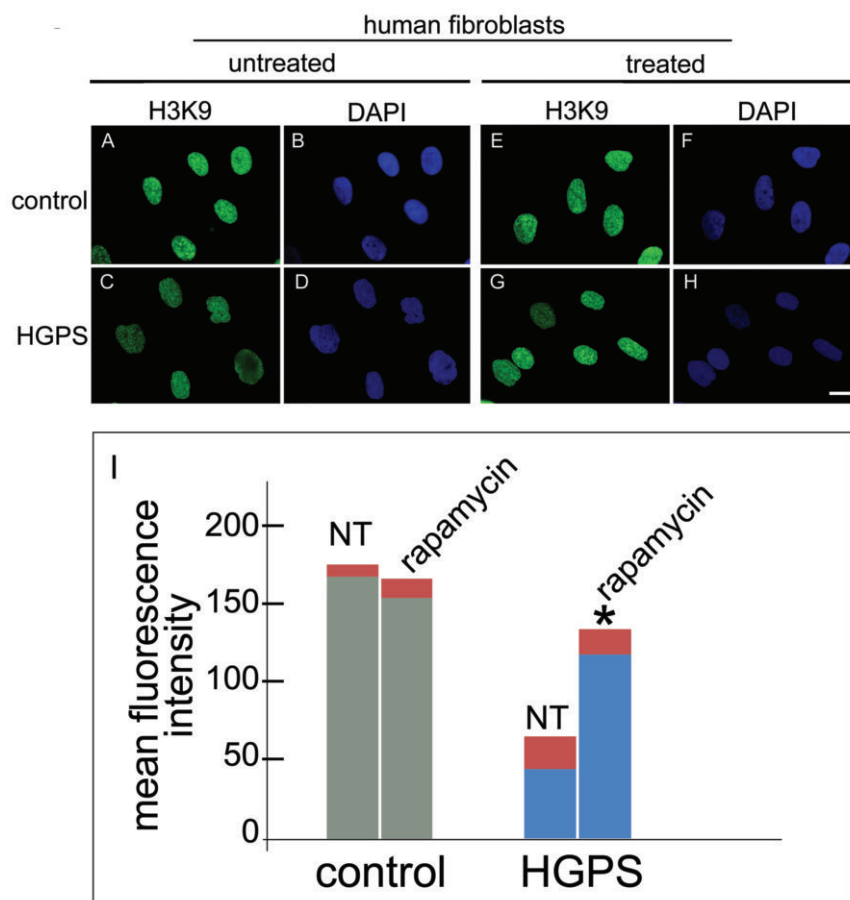 human fibroblasts
untreated
treated
H3K9
DAPI
H3K9
DAPI
control
A
B
E
F
HGPS
C
D
G
H
I
mean fluorescence
intensity
200
150
100
50
0
NT
rapamycin
NT
*rapamycin
control
HGPS